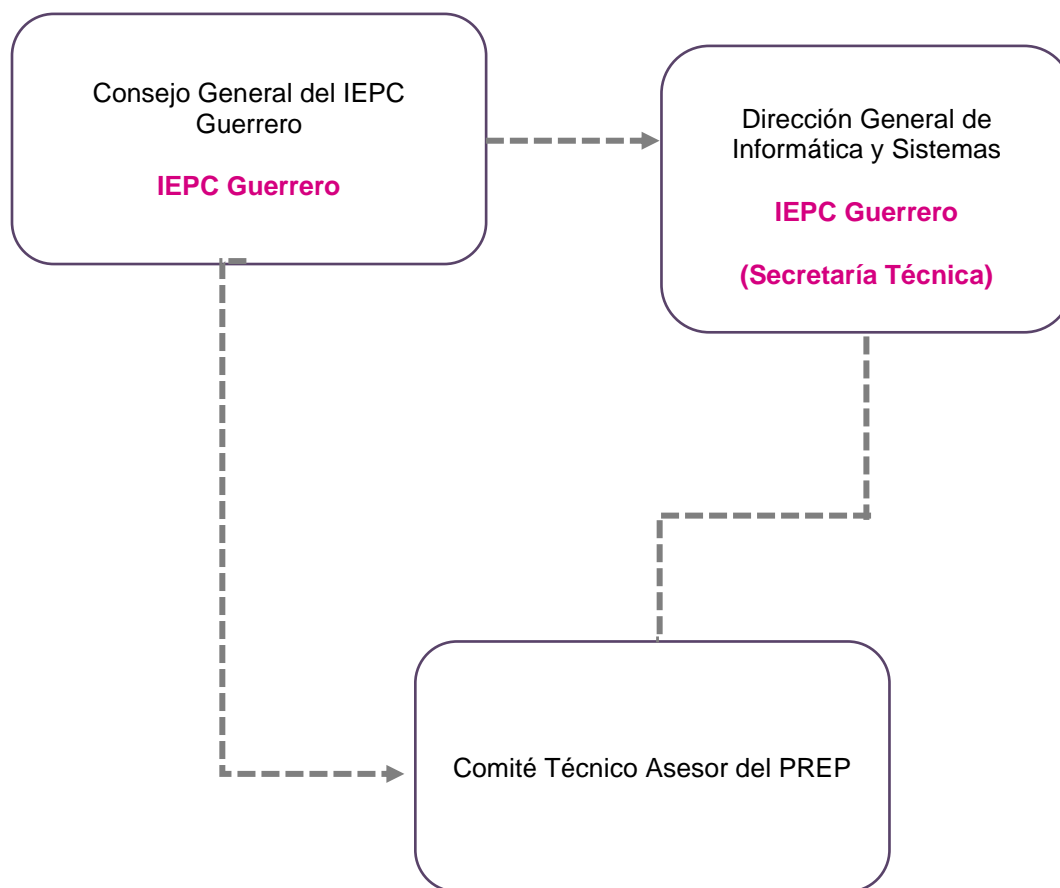 Consejo General del IEPC
Guerrero
IEPC Guerrero
Dirección General de
Informática y Sistemas
IEPC Guerrero
(Secretaría Técnica)
Comité Técnico Asesor del PREP